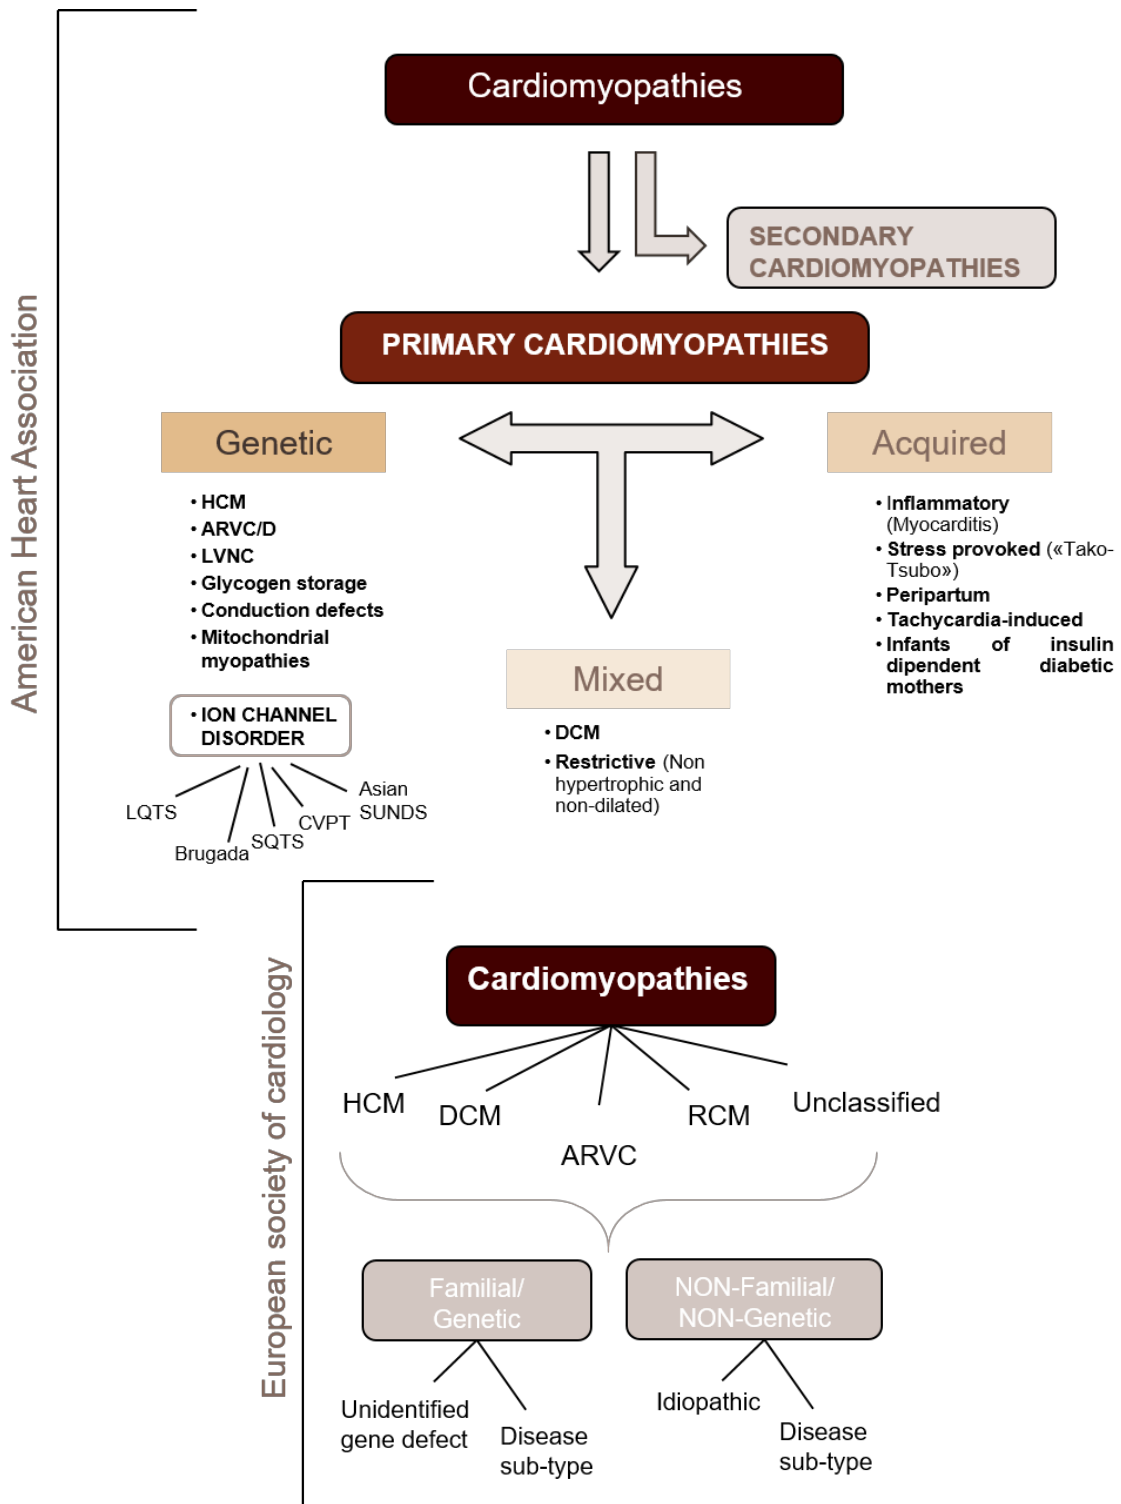 American Heart Association
Cardiomyopathies
SECONDARY
CARDIOMYOPATHIES
PRIMARY CARDIOMYOPATHIES
Genetic
• HCM
• ARVC/D
• LVNC
• Glycogen storage
• Conduction defects
• Mitochondrial
myopathies
• ION CHANNEL
DISORDER
LQTS
Brugada
SQTS
CVPT
Asian
SUNDS
Mixed
• DCM
• Restrictive (Non
hypertrophic and
non-dilated)
Acquired
• Inflammatory
(Myocarditis)
• Stress provoked («Tako-
Tsubo»)
• Peripartum
• Tachycardia-induced
• Infants of insulin
dipendent diabetic
mothers
European society of cardiology
Cardiomyopathies
HCM
DCM
ARVC
RCM
Unclassified
Familial/
Genetic
Unidentified
gene defect
Disease
sub-type
NON-Familial/
NON-Genetic
Idiopathic
Disease
sub-type